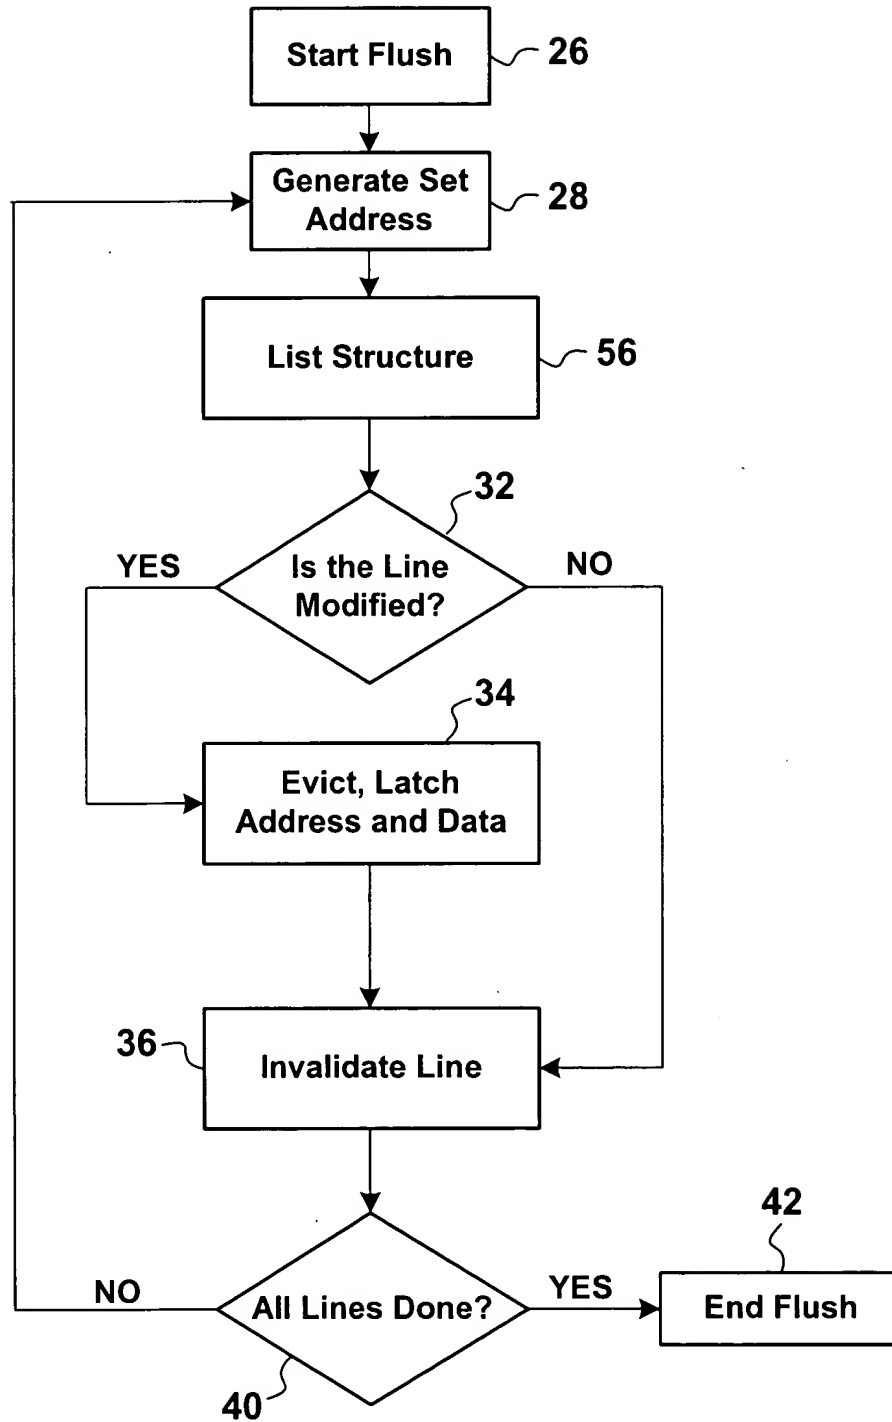 Start Flush
26
Generate Set
Address
28
List Structure
56
32
YES
Is the Line
Modified?
NO
34
Evict, Latch
Address and Data
36
Invalidate Line
42
NO
All Lines Done?
YES
End Flush
40